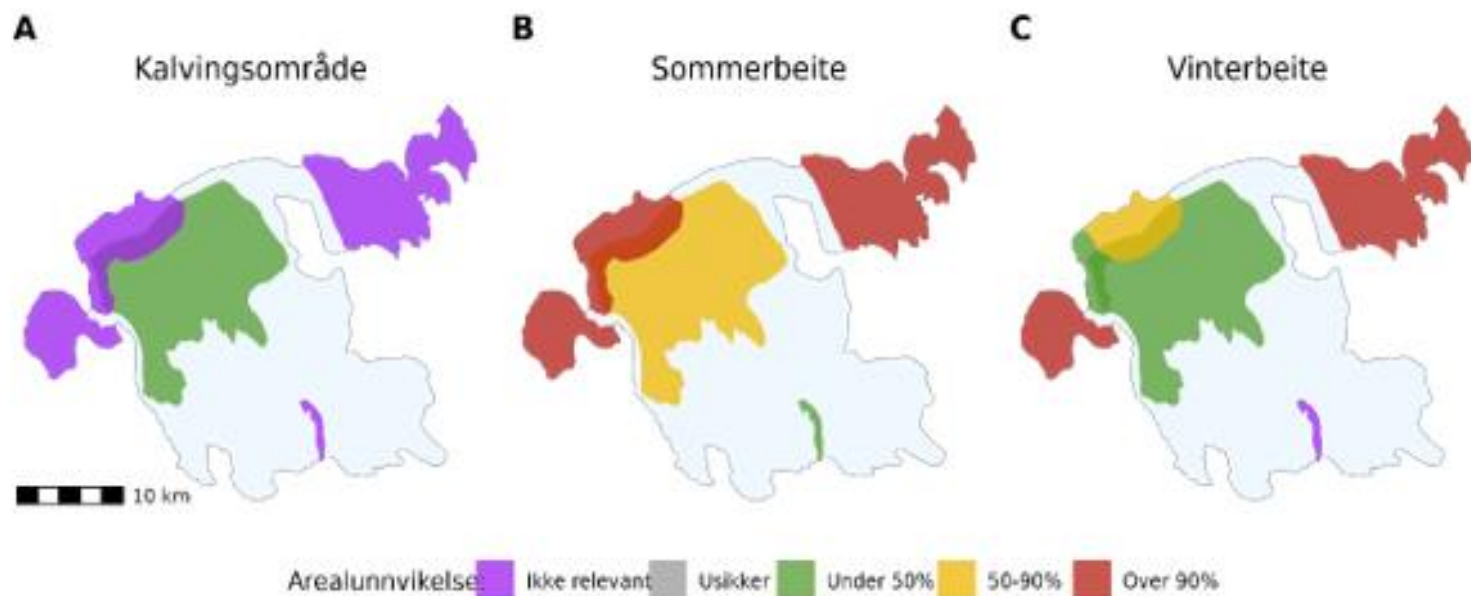 A
B
C
Kalvingsområde
Sommerbeite
Vinterbeite
10 km
Arealunnvikelse
Ikke relevant
Usikker
Under 50%
50-90%
Over 90%